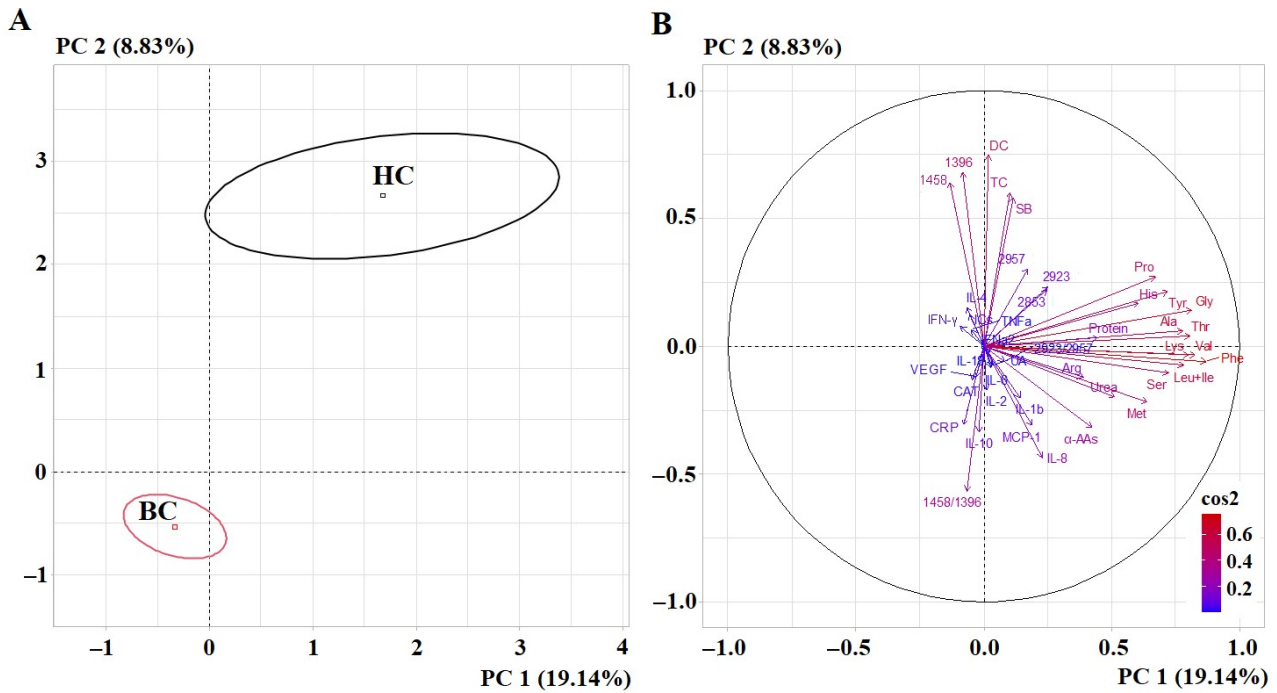 A
PC 2 (8.83%)
HC
BC
3
2
1
0
−1
−1
0
1
2
3
4
PC 1 (19.14%)
B
PC 2 (8.83%)
1.0
0.5
0.0
−0.5
−1.0
DC
1396
1458
TC
SB
2957
2923
2853
Pro
His
Tyr
Gly
IL-4
IFN-γ
ICs
TNFa
Protein
Ala
Thr
2923/2957
Lys
Val
Phe
UA
Arg
Leu+Ile
VEGF
CAT
IL-6
IL-2
Urea
Ser
Met
IL-1b
CRP
IL-10
MCP-1
α-AAs
IL-8
1458/1396
cos2
0.6
0.4
0.2
−1.0
−0.5
0.0
0.5
1.0
PC 1 (19.14%)